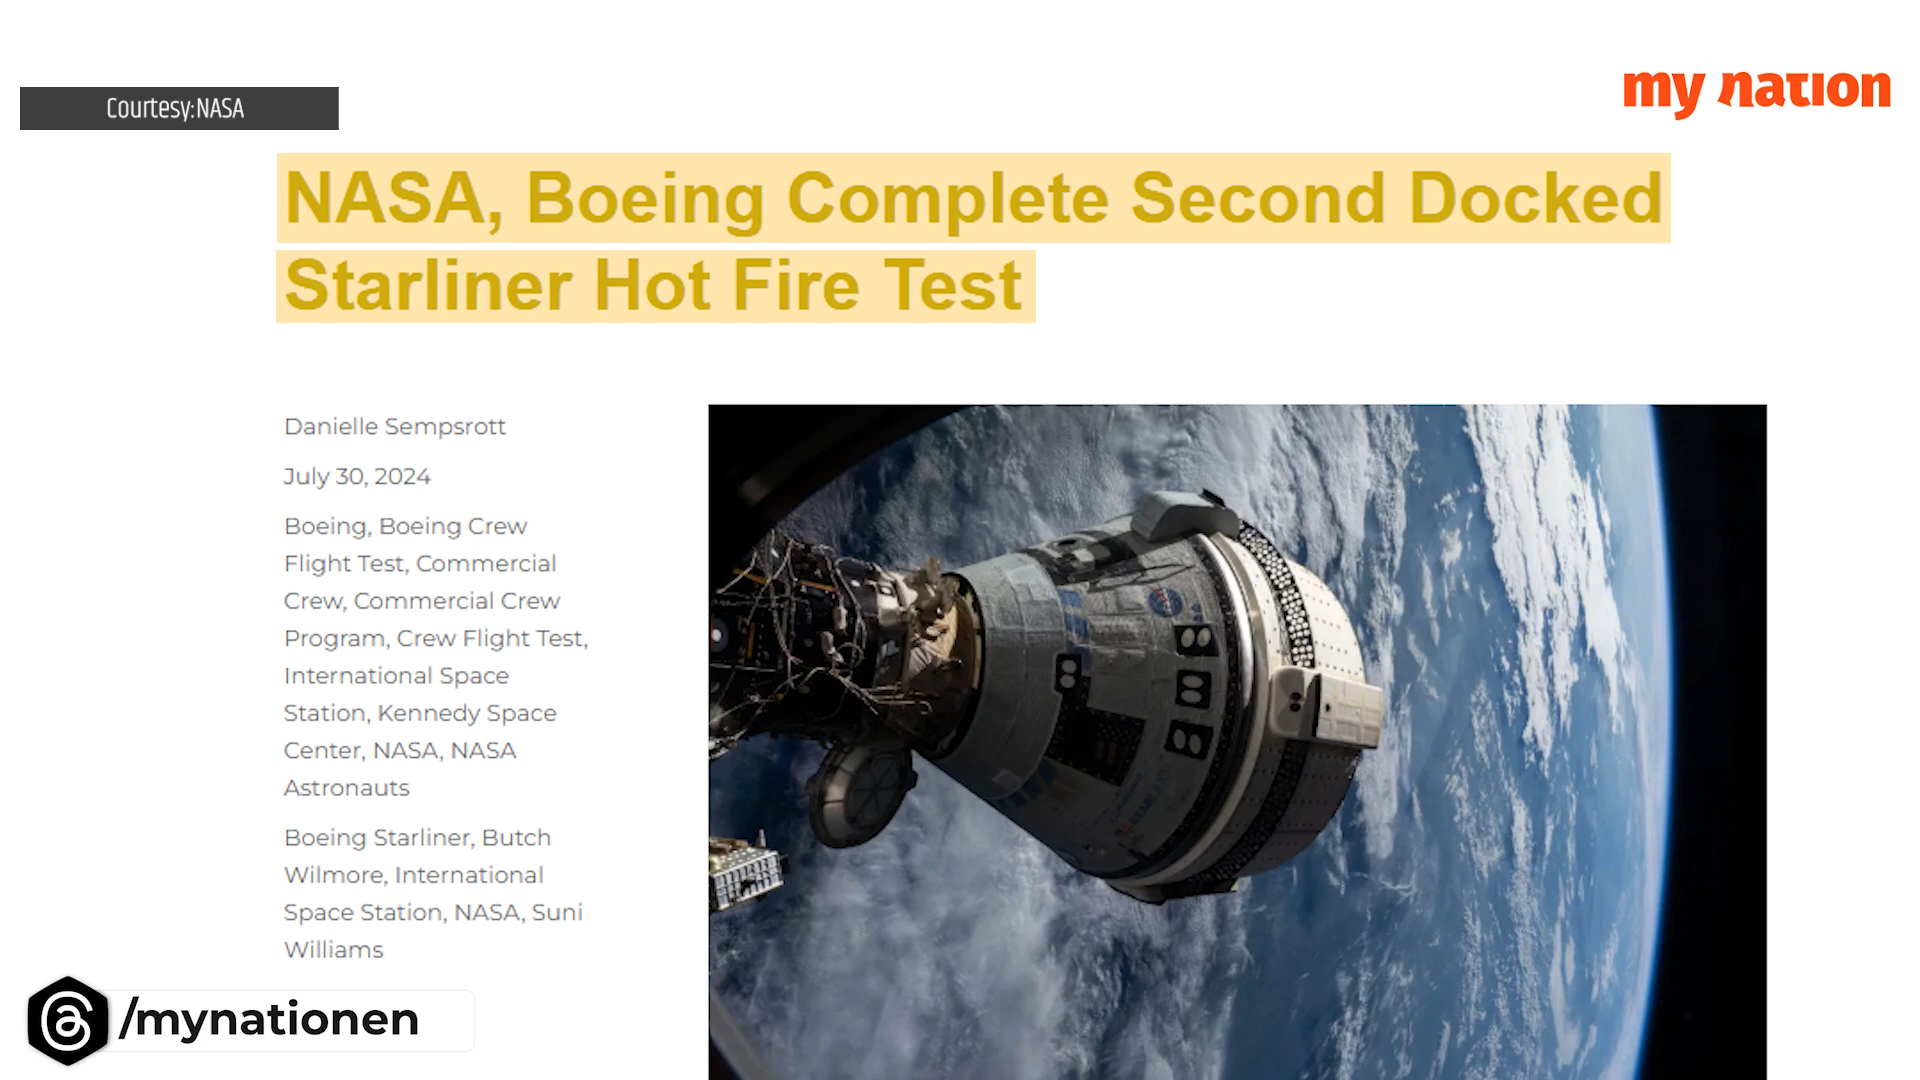 Courtesy:NASA
my nation
NASA, Boeing Complete Second Docked
Starliner Hot Fire Test
Danielle Sempsrott
July 30, 2024
Boeing, Boeing Crew
Flight Test, Commercial
Crew, Commercial Crew
Program, Crew Flight Test,
International Space
Station, Kennedy Space
Center, NASA, NASA
Astronauts
Boeing Starliner, Butch
Wilmore, International
Space Station, NASA, Suni
Williams
/mynationen